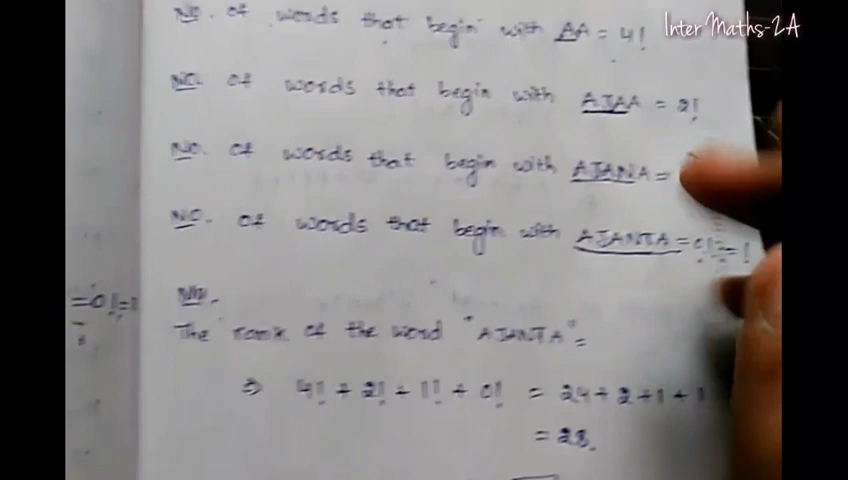 Inter Maths-2A
No. of words that begin with AA = 4!
No. of words that begin with AJAA = 2!
No. of words that begin with AJANA =
No. of words that begin with AJANTA = 0! = 1
= 0! = 1
The rank of the word "AJANTA" =
⇒ 4! + 2! + 1! + 0! = 24 + 2 + 1 + 1
= 28.